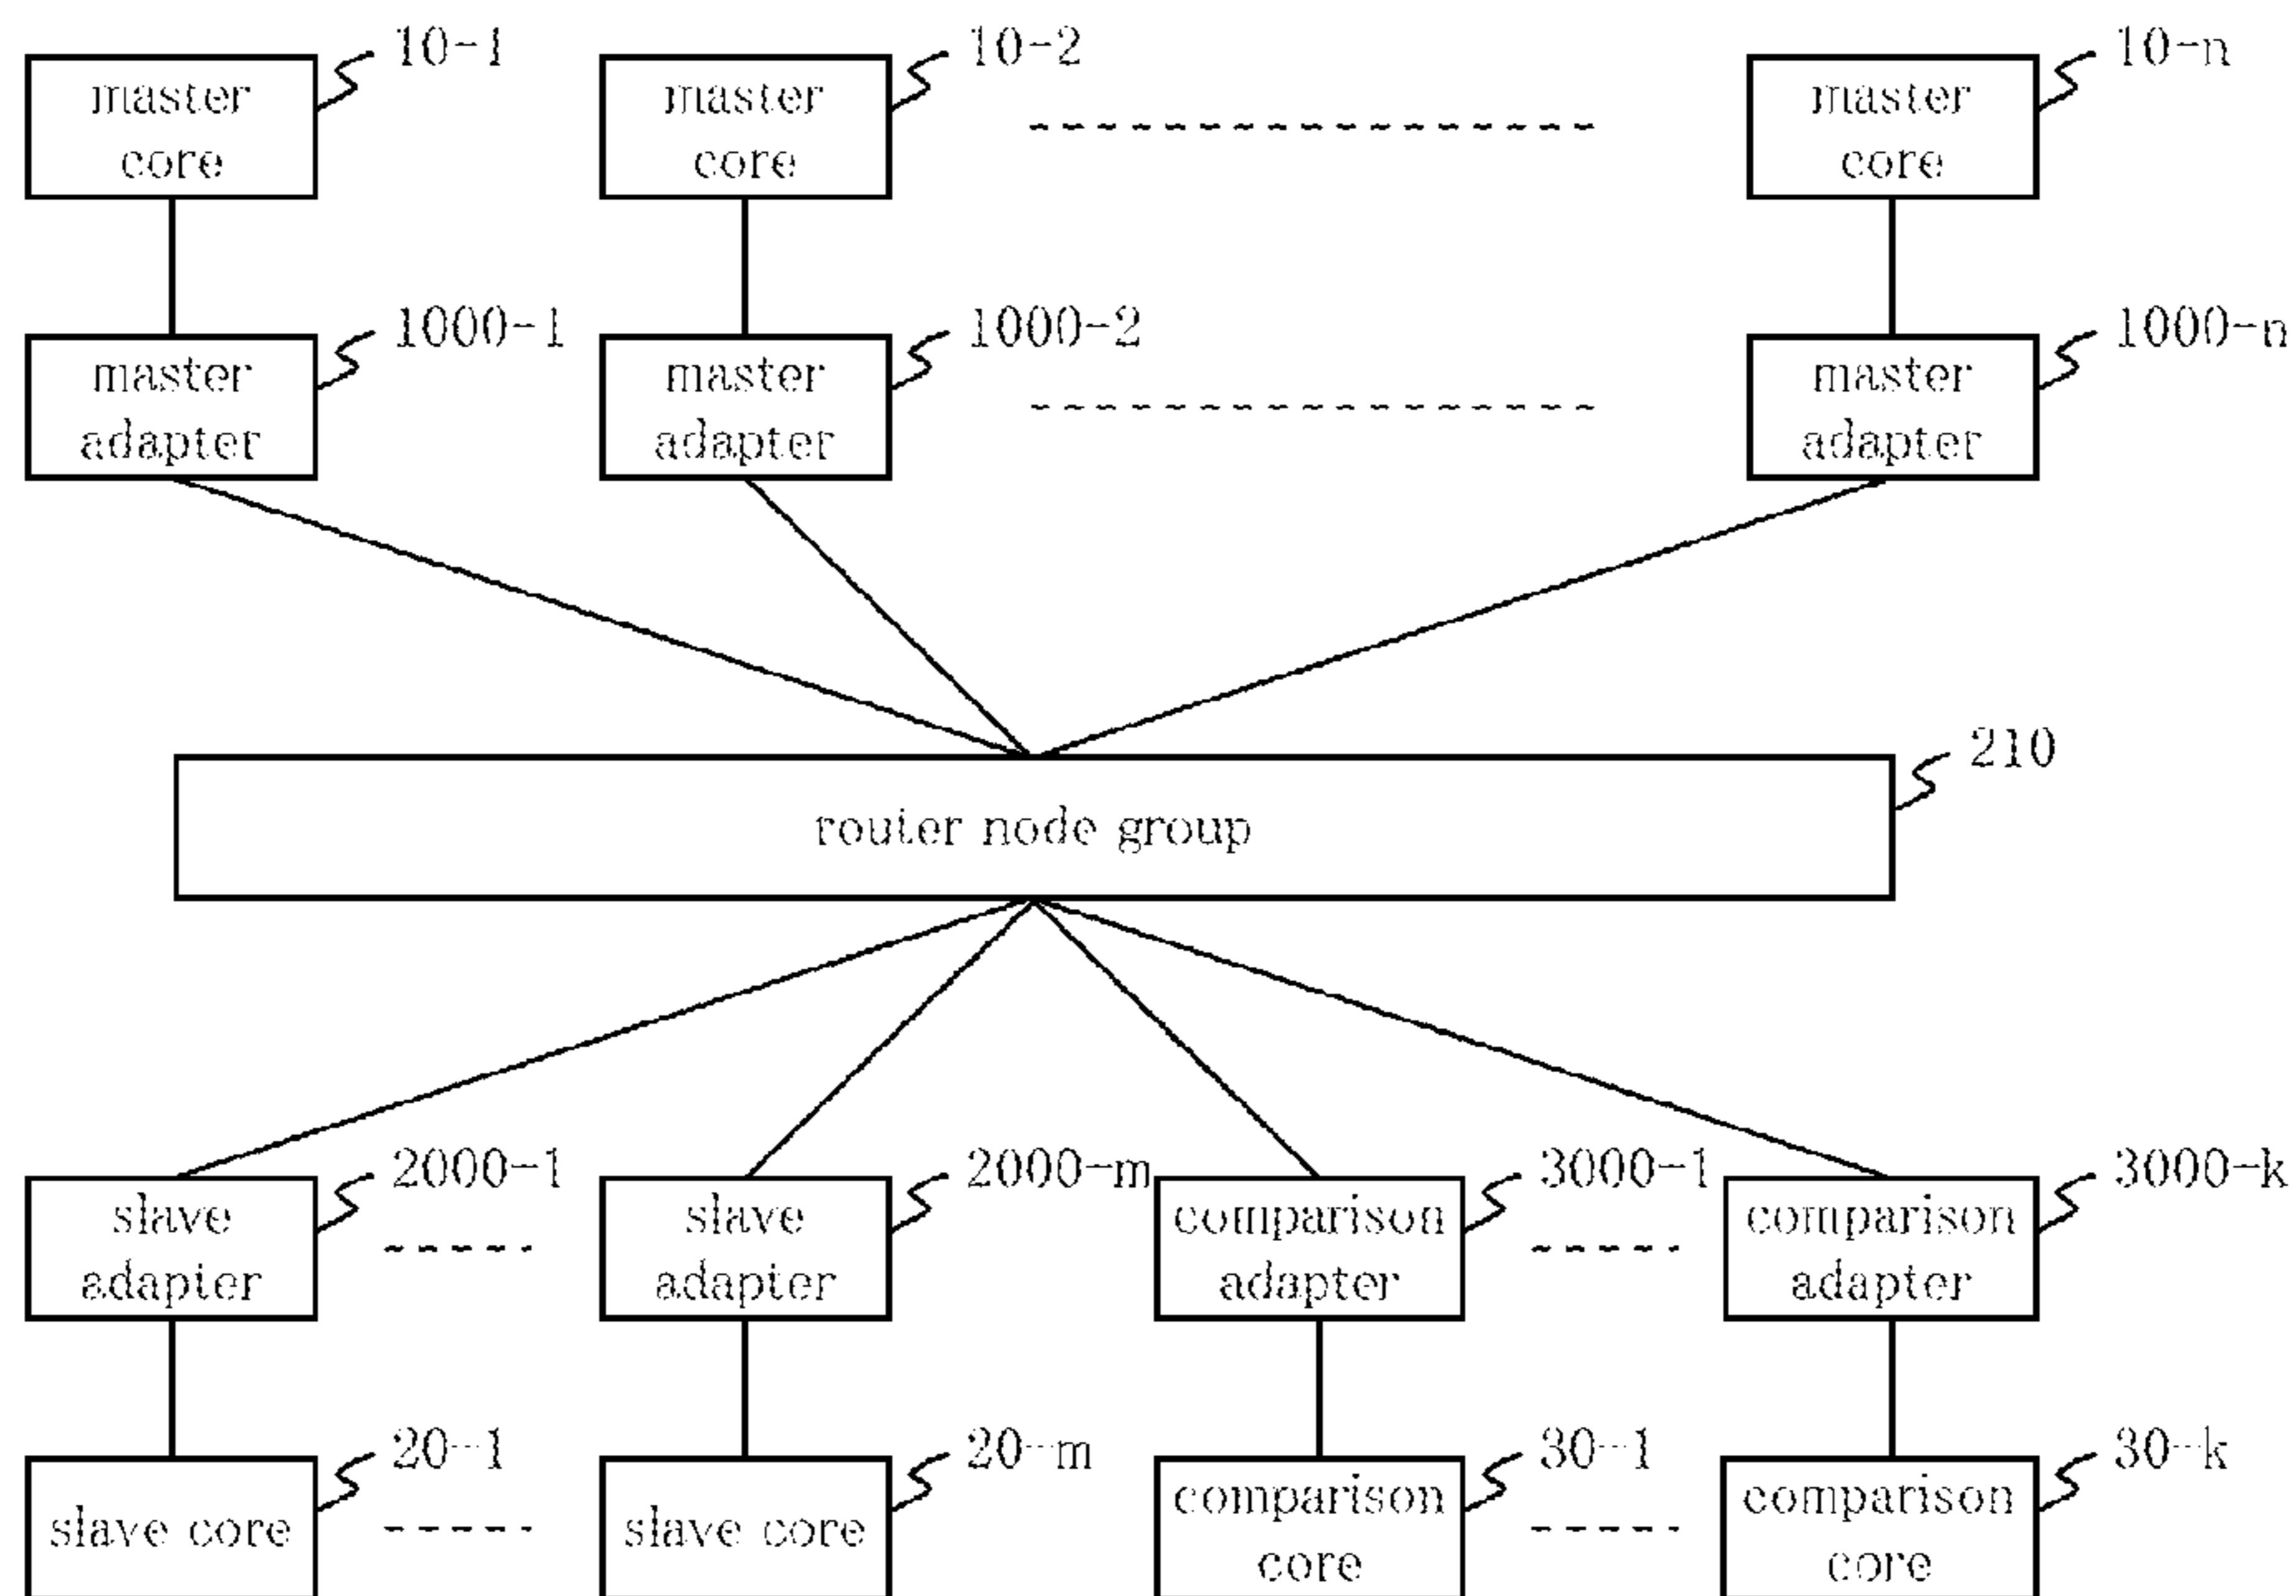 10-1
10-2
10-n
master
core
master
core
master
core
1000-1
1000-2
1000-n
master
adapter
master
adapter
master
adapter
210
router node group
2000-1
2000-m
3000-1
3000-k
slave
adapter
slave
adapter
comparison
adapter
comparison
adapter
20-1
20-m
30-1
30-k
slave core
slave core
comparison
core
comparison
core